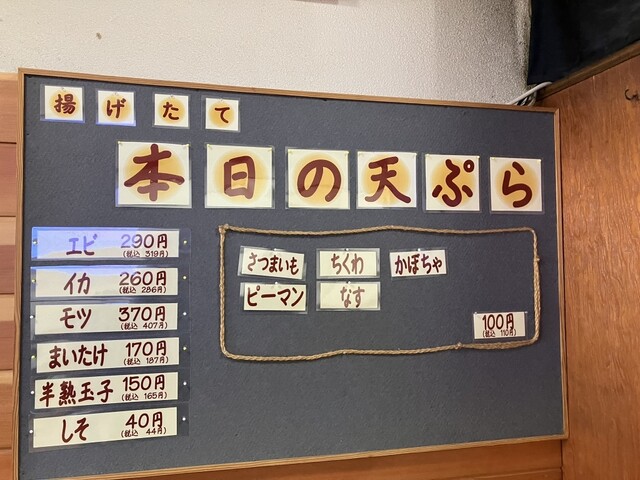 揚げたて
本日の天ぷら
エビ 290円
(税込 319円)
イカ 260円
(税込 286円)
モツ 370円
(税込 407円)
まいたけ 170円
(税込 187円)
半熟玉子 150円
(税込 165円)
しそ 40円
(税込 44円)
さつまいも ちくわ かぼちゃ
ピーマン なす
100円
(税込 110円)